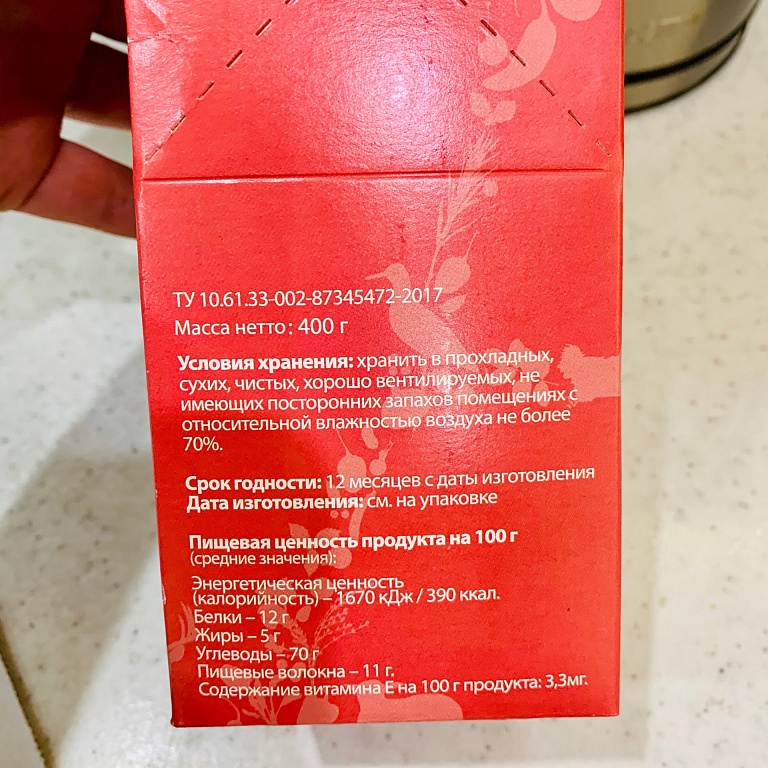 ТУ 10.61.33-002-87345472-2017
Масса нетто: 400 г
Условия хранения: хранить в прохладных,
сухих, чистых, хорошо вентилируемых, не
имеющих посторонних запахов помещениях с
относительной влажностью воздуха не более
70%.
Срок годности: 12 месяцев с даты изготовления
Дата изготовления: см. на упаковке
Пищевая ценность продукта на 100 г
(средние значения):
Энергетическая ценность
(калорийность) – 1670 кДж / 390 ккал.
Белки – 12 г
Жиры – 5 г
Углеводы – 70 г
Пищевые волокна – 11 г.
Содержание витамина Е на 100 г продукта: 3,3мг.